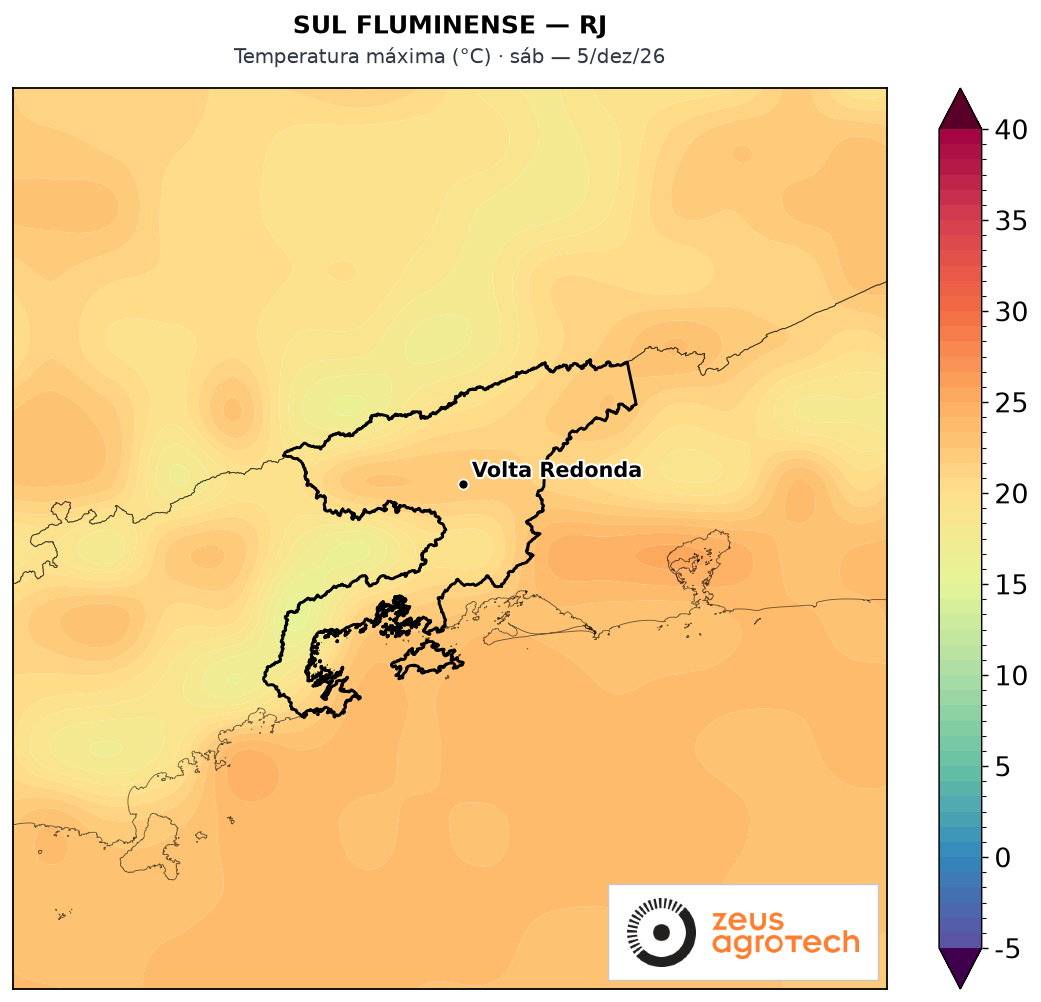 SUL FLUMINENSE — RJ
Temperatura máxima (°C) · sáb — 5/dez/26
40
35
30
25
20
15
10
5
0
-5
Volta Redonda
zeus
agrotech